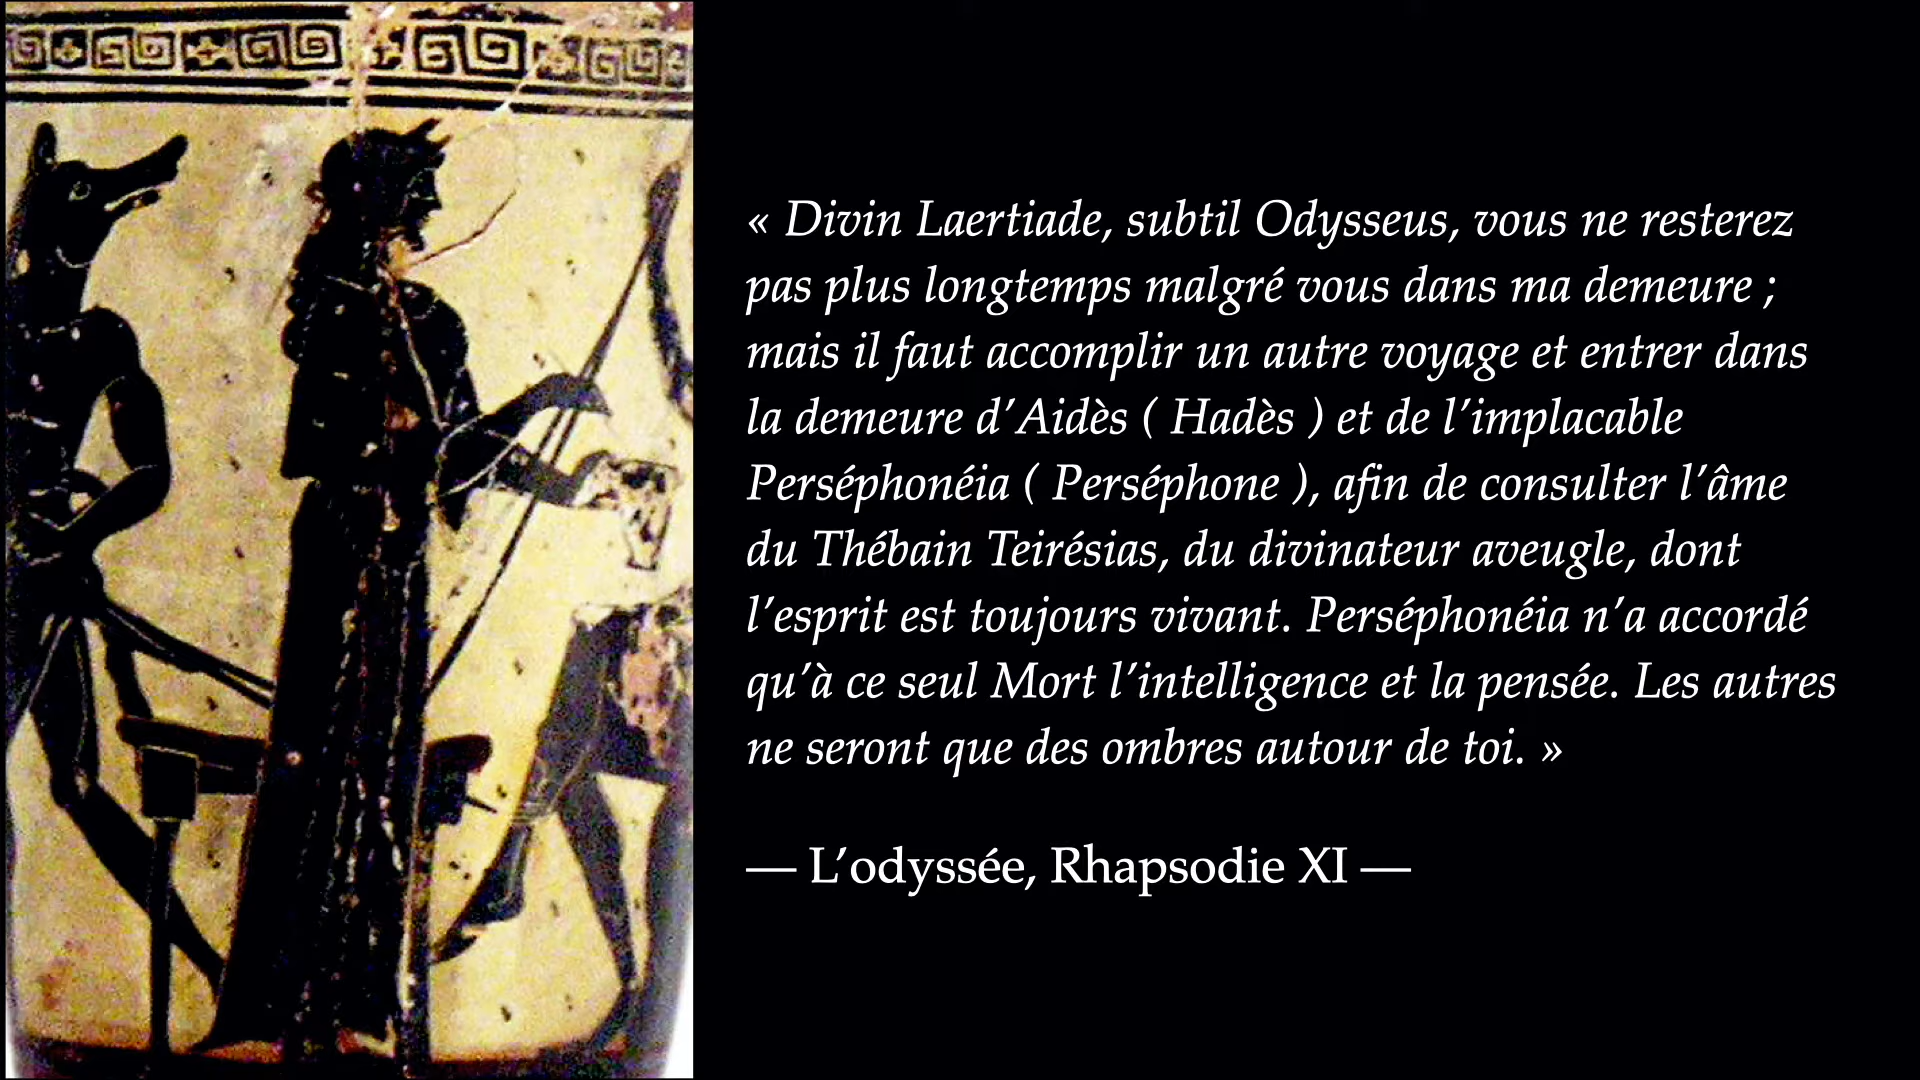 « Divin Laertiade, subtil Odysseus, vous ne resterez
pas plus longtemps malgré vous dans ma demeure ;
mais il faut accomplir un autre voyage et entrer dans
la demeure d’Aidès ( Hadès ) et de l’implacable
Perséphonéia ( Perséphone ), afin de consulter l’âme
du Thébain Teirésias, du divinateur aveugle, dont
l’esprit est toujours vivant. Perséphonéia n’a accordé
qu’à ce seul Mort l’intelligence et la pensée. Les autres
ne seront que des ombres autour de toi. »
— L’odyssée, Rhapsodie XI —